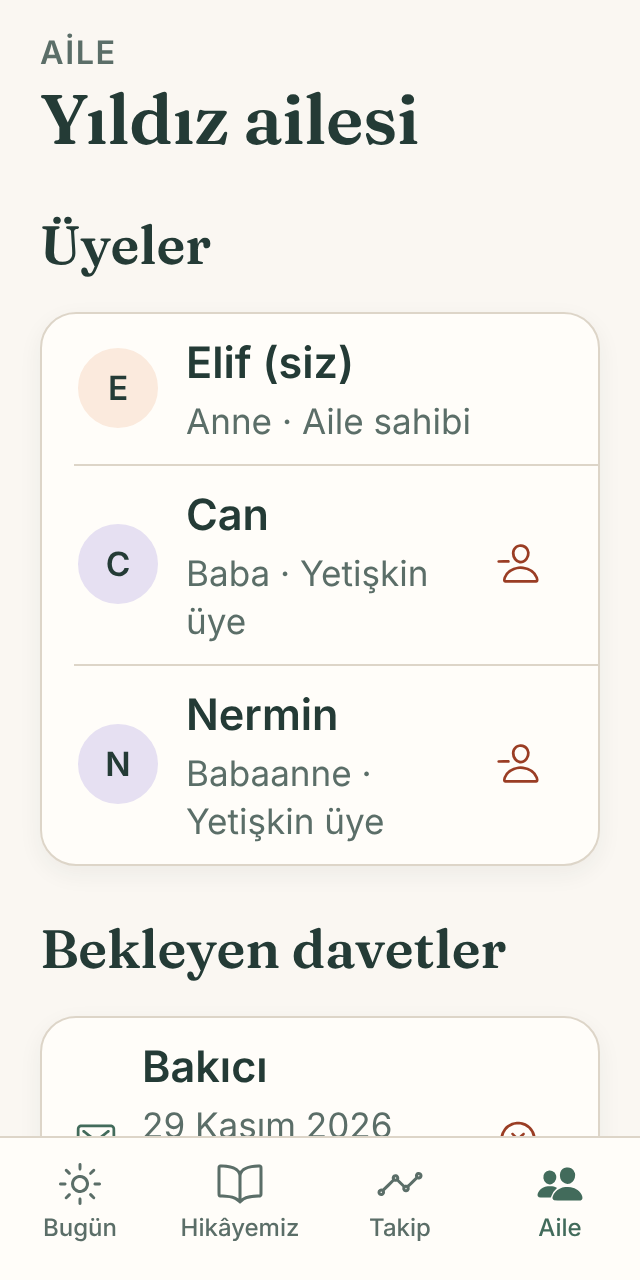 AİLE
Yıldız ailesi
Üyeler
E
Elif (siz)
Anne · Aile sahibi
C
Can
Baba · Yetişkin
üye
N
Nermin
Babaanne ·
Yetişkin üye
Bekleyen davetler
Bakıcı
29 Kasım 2026
Bugün
Hikâyemiz
Takip
Aile